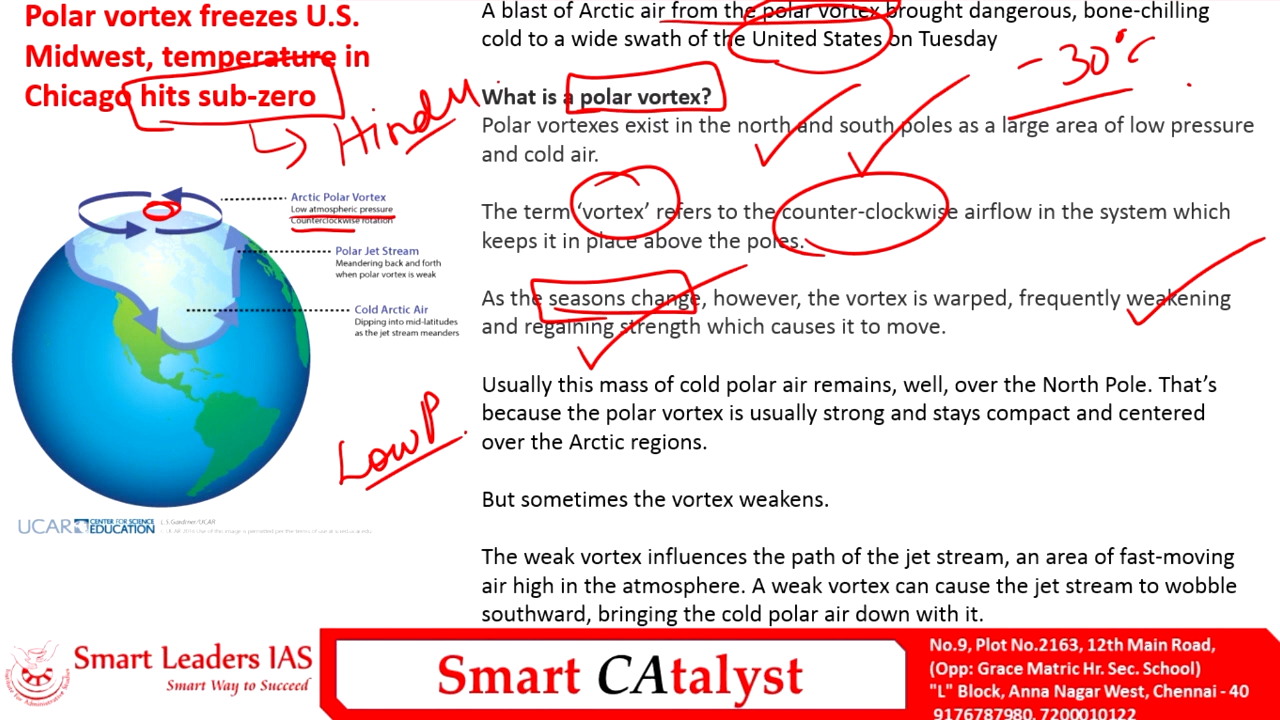 Polar vortex freezes U.S.
Midwest, temperature in
Chicago hits sub-zero
Hindu
Arctic Polar Vortex
Low atmospheric pressure
Counterclockwise rotation
Polar Jet Stream
Meandering back and forth
when polar vortex is weak
Cold Arctic Air
Dipping into mid-latitudes
as the jet stream meanders
Low P.
UCAR CENTER FOR SCIENCE EDUCATION
L.S.Gardiner/UCAR
A blast of Arctic air from the polar vortex brought dangerous, bone-chilling
cold to a wide swath of the United States on Tuesday
-30°C
What is a polar vortex?
Polar vortexes exist in the north and south poles as a large area of low pressure
and cold air.
The term ‘vortex’ refers to the counter-clockwise airflow in the system which
keeps it in place above the poles.
As the seasons change, however, the vortex is warped, frequently weakening
and regaining strength which causes it to move.
Usually this mass of cold polar air remains, well, over the North Pole. That’s
because the polar vortex is usually strong and stays compact and centered
over the Arctic regions.
But sometimes the vortex weakens.
The weak vortex influences the path of the jet stream, an area of fast-moving
air high in the atmosphere. A weak vortex can cause the jet stream to wobble
southward, bringing the cold polar air down with it.
Smart Leaders IAS
Smart Way to Succeed
Smart CAtalyst
No.9, Plot No.2163, 12th Main Road,
(Opp: Grace Matric Hr. Sec. School)
"L" Block, Anna Nagar West, Chennai - 40
9176787980, 7200010122